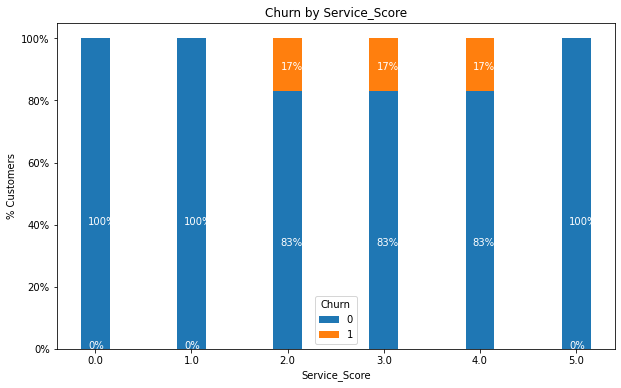 Churn by Service_Score
% Customers
100%
80%
60%
40%
20%
0%
17% 17% 17%
100% 100% 100%
83% 83% 83%
0% 0% 0%
Churn
0
1
0.0 1.0 2.0 3.0 4.0 5.0
Service_Score